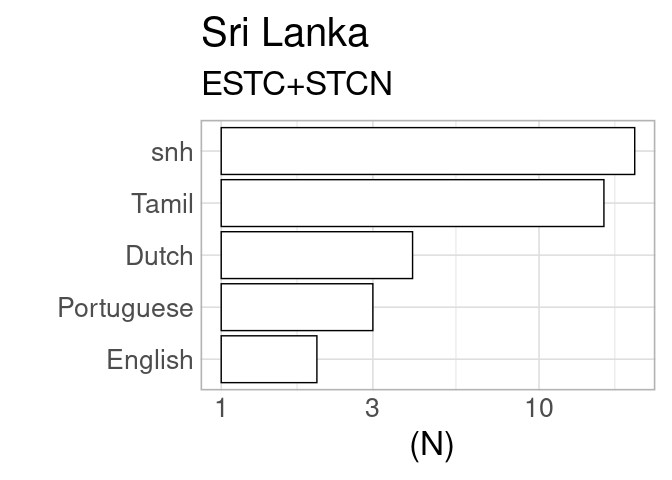 Sri Lanka
ESTC+STCN
snh
Tamil
Dutch
Portuguese
English
1 3 10
(N)